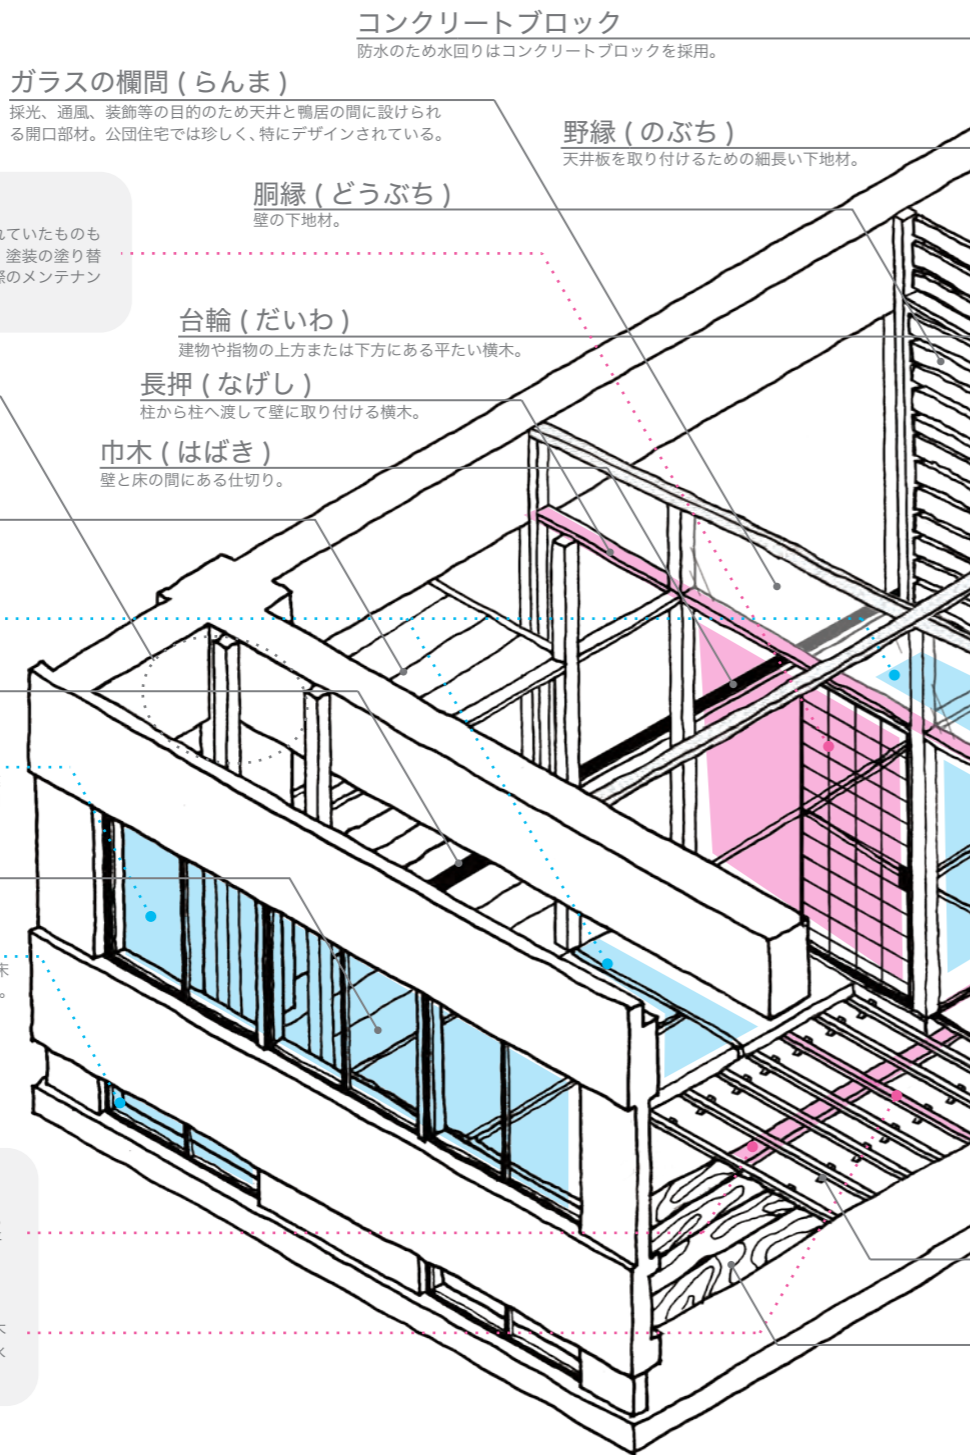 コンクリートブロック
防水のため水回りはコンクリートブロックを採用。
ガラスの欄間 ( らんま )
採光、通風、装飾等の目的のため天井と鴨居の間に設けられ
る開口部材。公団住宅では珍しく、特にデザインされている。
野縁 ( のぶち )
天井板を取り付けるための細長い下地材。
胴縁 ( どうぶち )
壁の下地材。
れていたものも
塗装の塗り替
際のメンテナン
台輪 ( だいわ )
建物や指物の上方または下方にある平たい横木。
長押 ( なげし )
柱から柱へ渡して壁に取り付ける横木。
巾木 ( はばき )
壁と床の間にある仕切り。
床
。